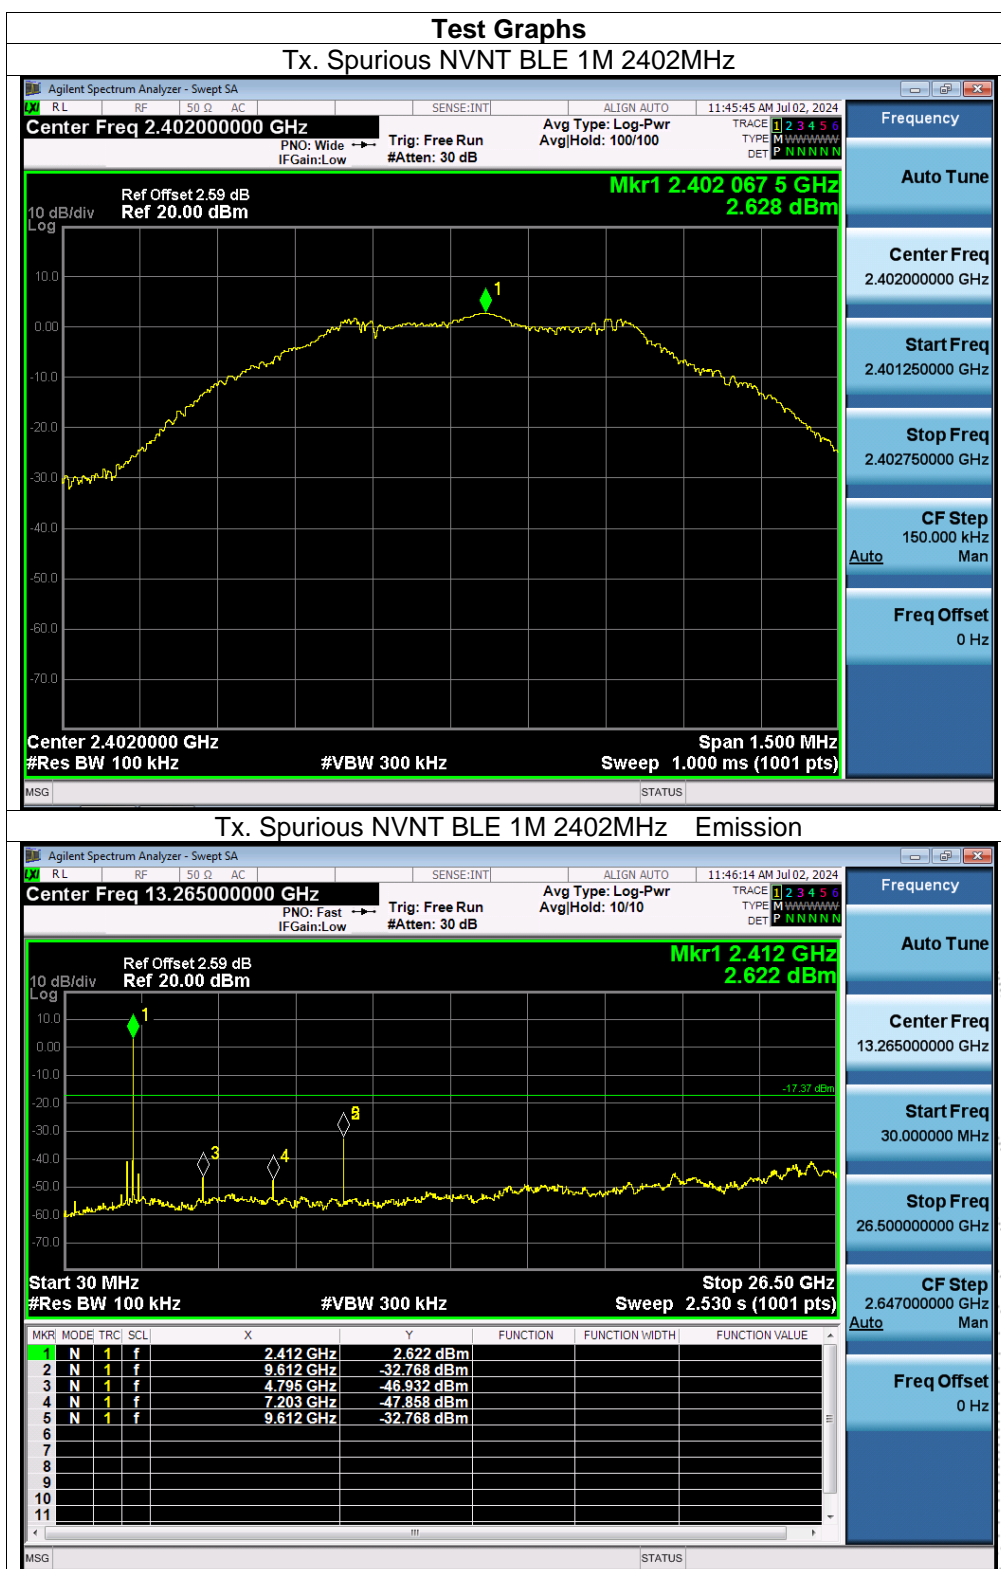 Test Graphs
Tx. Spurious NVNT BLE 1M 2402MHz
Agilent Spectrum Analyzer - Swept SA
LXI RL RF 50 Ω AC SENSE:INT ALIGN AUTO 11:45:45 AM Jul 02, 2024
Center Freq 2.402000000 GHz
PNO: Wide
IFGain:Low
Trig: Free Run
#Atten: 30 dB
Avg Type: Log-Pwr
Avg|Hold: 100/100
TRACE 1 2 3 4 5 6
TYPE M WWWWW
DET P N N N N N
Ref Offset 2.59 dB
10 dB/div Ref 20.00 dBm
Log
Mkr1 2.402 067 5 GHz
2.628 dBm
1
10.0
0.00
-10.0
-20.0
-30.0
-40.0
-50.0
-60.0
-70.0
Center 2.4020000 GHz Span 1.500 MHz
#Res BW 100 kHz #VBW 300 kHz Sweep 1.000 ms (1001 pts)
MSG STATUS
Frequency
Auto Tune
Center Freq
2.402000000 GHz
Start Freq
2.401250000 GHz
Stop Freq
2.402750000 GHz
CF Step
150.000 kHz
Auto Man
Freq Offset
0 Hz
Tx. Spurious NVNT BLE 1M 2402MHz Emission
Agilent Spectrum Analyzer - Swept SA
LXI RL RF 50 Ω AC SENSE:INT ALIGN AUTO 11:46:14 AM Jul 02, 2024
Center Freq 13.265000000 GHz
PNO: Fast
IFGain:Low
Trig: Free Run
#Atten: 30 dB
Avg Type: Log-Pwr
Avg|Hold: 10/10
TRACE 1 2 3 4 5 6
TYPE M WWWWW
DET P N N N N N
Ref Offset 2.59 dB
10 dB/div Ref 20.00 dBm
Log
Mkr1 2.412 GHz
2.622 dBm
1
10.0
0.00
-10.0
-17.37 dBm
-20.0
-30.0
-40.0
3
4
-50.0
-60.0
-70.0
Start 30 MHz Stop 26.50 GHz
#Res BW 100 kHz #VBW 300 kHz Sweep 2.530 s (1001 pts)
MKR MODE TRC SCL X Y FUNCTION FUNCTION WIDTH FUNCTION VALUE
1 N 1 f 2.412 GHz 2.622 dBm
2 N 1 f 9.612 GHz -32.768 dBm
3 N 1 f 4.795 GHz -46.932 dBm
4 N 1 f 7.203 GHz -47.858 dBm
5 N 1 f 9.612 GHz -32.768 dBm
6
7
8
9
10
11
MSG STATUS
Frequency
Auto Tune
Center Freq
13.265000000 GHz
Start Freq
30.000000 MHz
Stop Freq
26.500000000 GHz
CF Step
2.647000000 GHz
Auto Man
Freq Offset
0 Hz